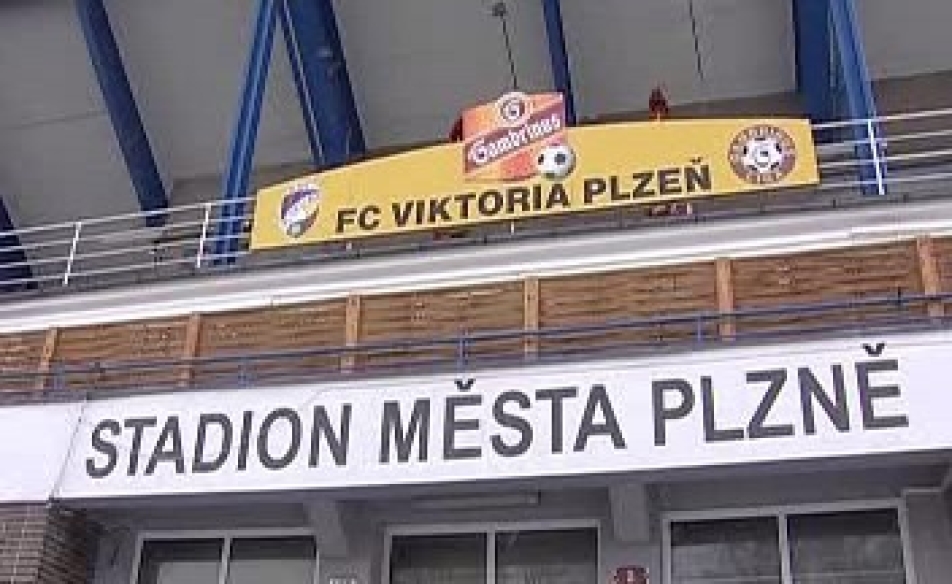 Gambrinus
FC VIKTORIA PLZEŇ
STADION MĚSTA PLZNĚ